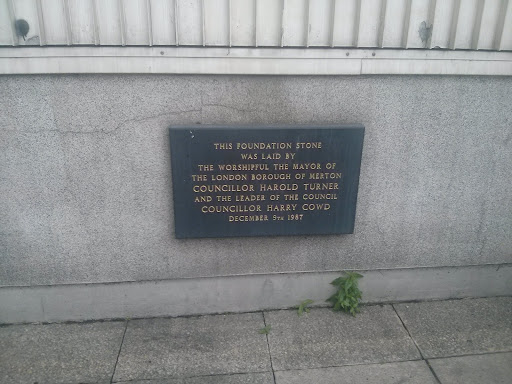 THIS FOUNDATION STONE
WAS LAID BY
THE WORSHIPFUL THE MAYOR OF
THE LONDON BOROUGH OF MERTON
COUNCILLOR HAROLD TURNER
AND THE LEADER OF THE COUNCIL
COUNCILLOR HARRY COWD
DECEMBER 5TH 1987